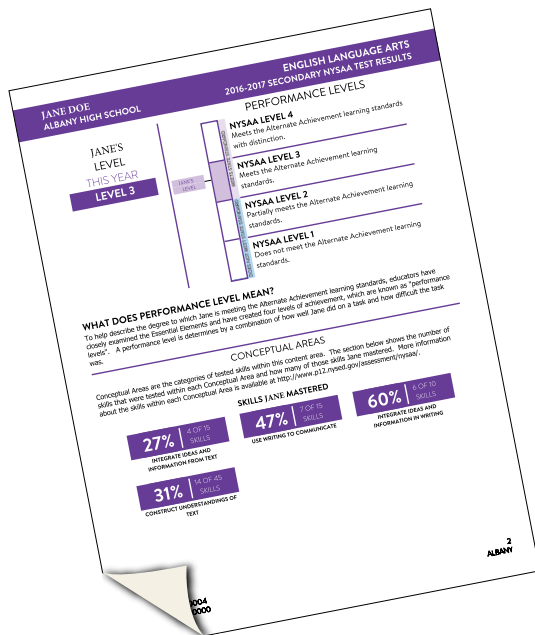 JANE DOE
ALBANY HIGH SCHOOL
ENGLISH LANGUAGE ARTS
2016-2017 SECONDARY NYSAA TEST RESULTS
JANE'S
LEVEL
THIS YEAR
LEVEL 3
PERFORMANCE LEVELS
JANE'S
LEVEL
NYSAA LEVEL 4
Meets the Alternate Achievement learning standards
with distinction.
NYSAA LEVEL 3
Meets the Alternate Achievement learning
standards.
NYSAA LEVEL 2
Partially meets the Alternate Achievement learning
standards.
NYSAA LEVEL 1
Does not meet the Alternate Achievement learning
standards.
WHAT DOES PERFORMANCE LEVEL MEAN?
To help describe the degree to which Jane is meeting the Alternate Achievement learning standards, educators have
closely examined the Essential Elements and have created four levels of achievement, which are known as "performance
levels". A performance level is determines by a combination of how well Jane did on a task and how difficult the task
was.
CONCEPTUAL AREAS
Conceptual Areas are the categories of tested skills within this content area. The section below shows the number of
skills that were tested within each Conceptual Area and how many of those skills Jane mastered. More information
about the skills within each Conceptual Area is available at http://www.p12.nysed.gov/assessment/nysaa/.
SKILLS JANE MASTERED
27% 4 OF 15
SKILLS
INTEGRATE IDEAS AND
INFORMATION FROM TEXT
47% 7 OF 15
SKILLS
USE WRITING TO COMMUNICATE
60% 6 OF 10
SKILLS
INTEGRATE IDEAS AND
INFORMATION IN WRITING
31% 14 OF 45
SKILLS
CONSTRUCT UNDERSTANDINGS OF
TEXT
0004
0000
2
ALBANY